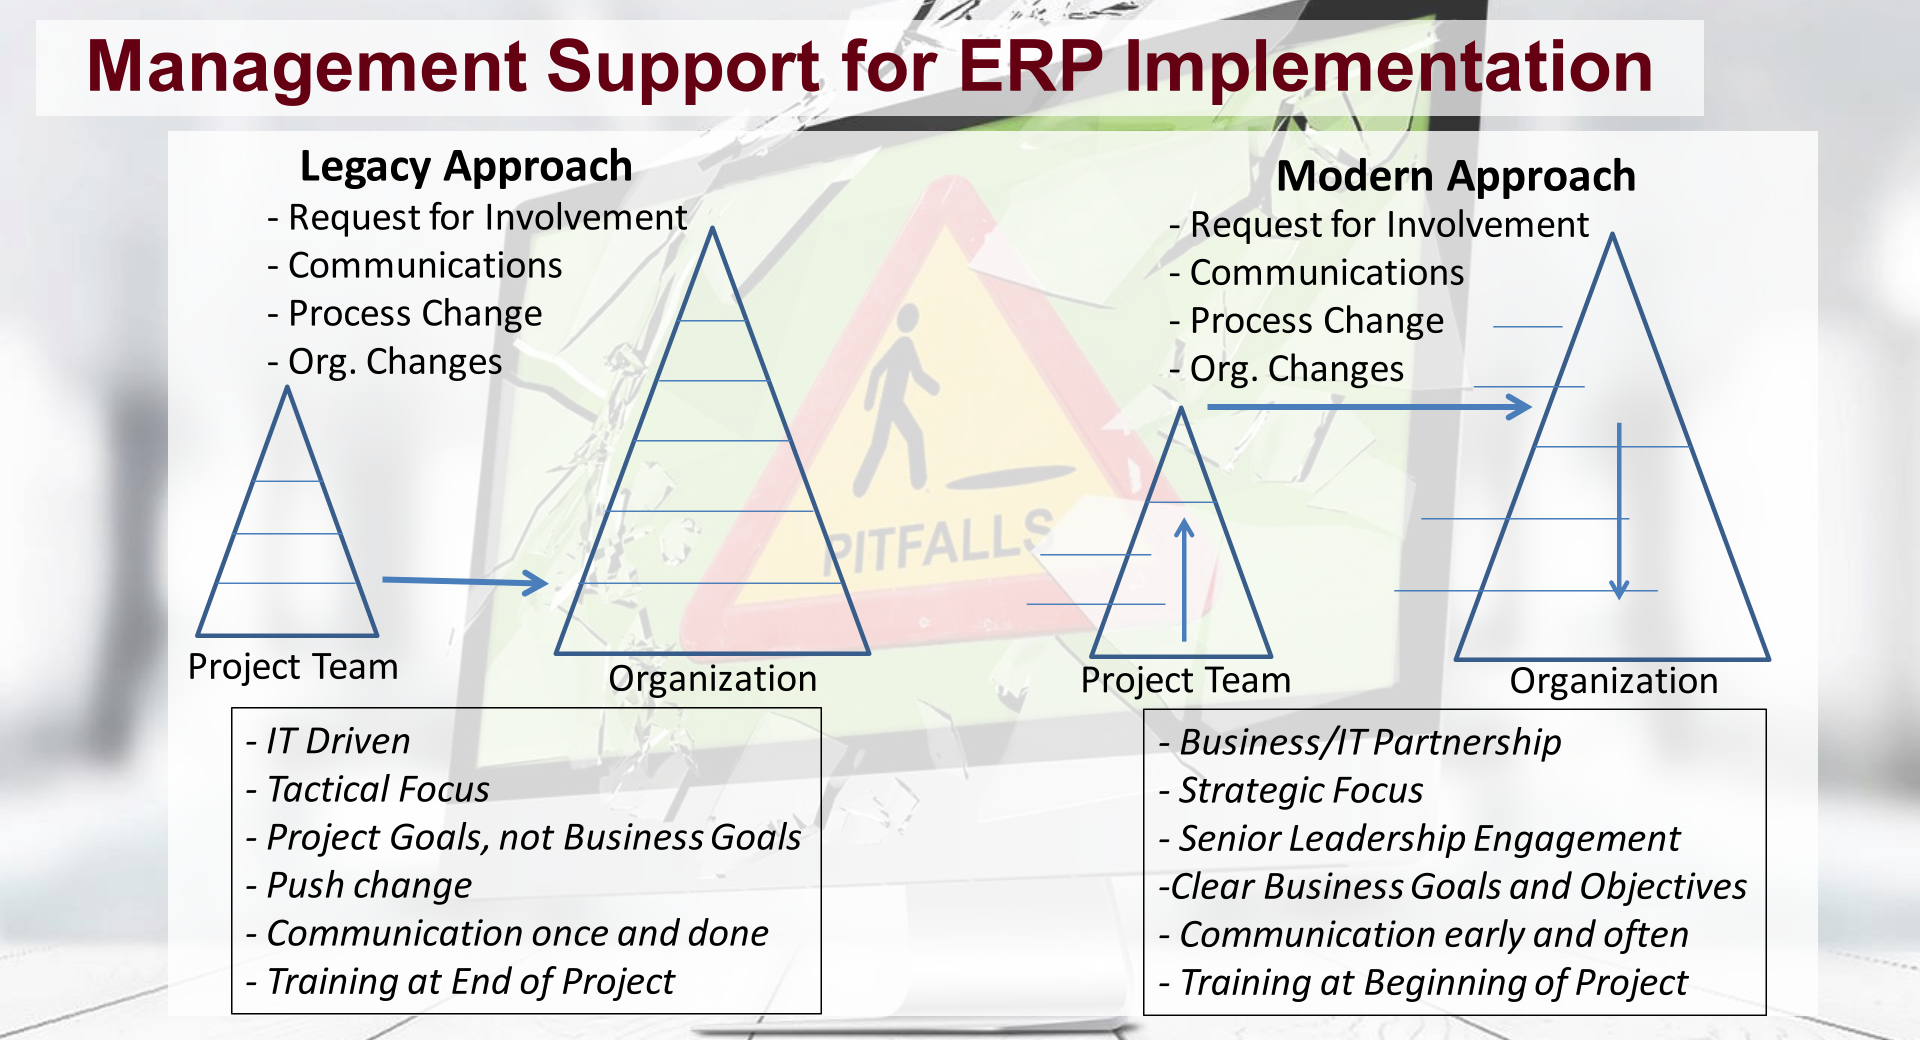 Management Support for ERP Implementation
Legacy Approach
- Request for Involvement
- Communications
- Process Change
- Org. Changes
Project Team
Organization
- IT Driven
- Tactical Focus
- Project Goals, not Business Goals
- Push change
- Communication once and done
- Training at End of Project
PITFALLS
Modern Approach
- Request for Involvement
- Communications
- Process Change
- Org. Changes
Project Team
Organization
- Business/IT Partnership
- Strategic Focus
- Senior Leadership Engagement
-Clear Business Goals and Objectives
- Communication early and often
- Training at Beginning of Project